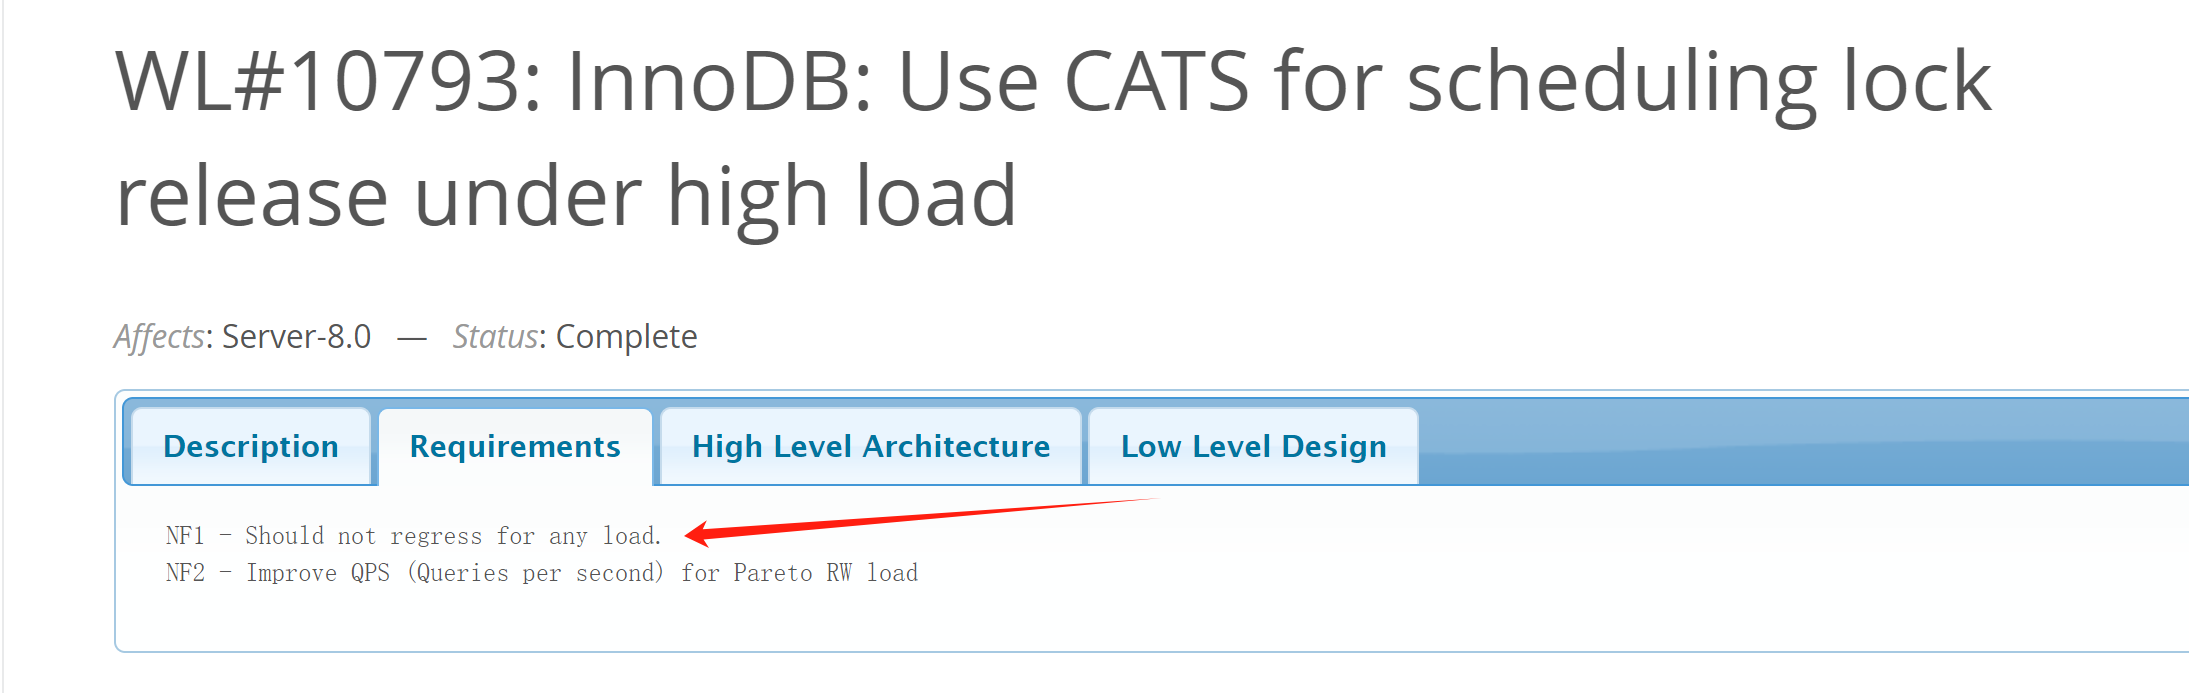 WL#10793: InnoDB: Use CATS for scheduling lock
release under high load
Affects: Server-8.0 — Status: Complete
Description Requirements High Level Architecture Low Level Design
NF1 - Should not regress for any load.
NF2 - Improve QPS (Queries per second) for Pareto RW load